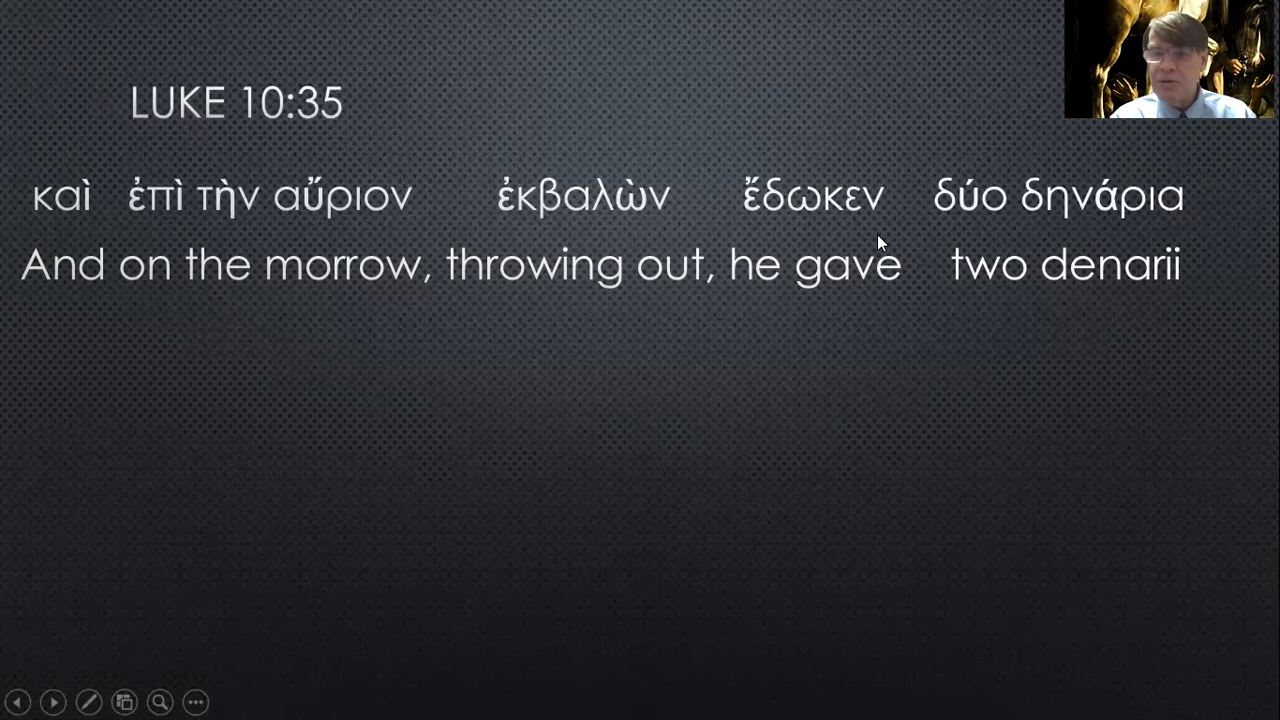 LUKE 10:35
καὶ ἐπὶ τὴν αὔριον ἐκβαλὼν ἔδωκεν δύο δηνάρια
And on the morrow, throwing out, he gave two denarii